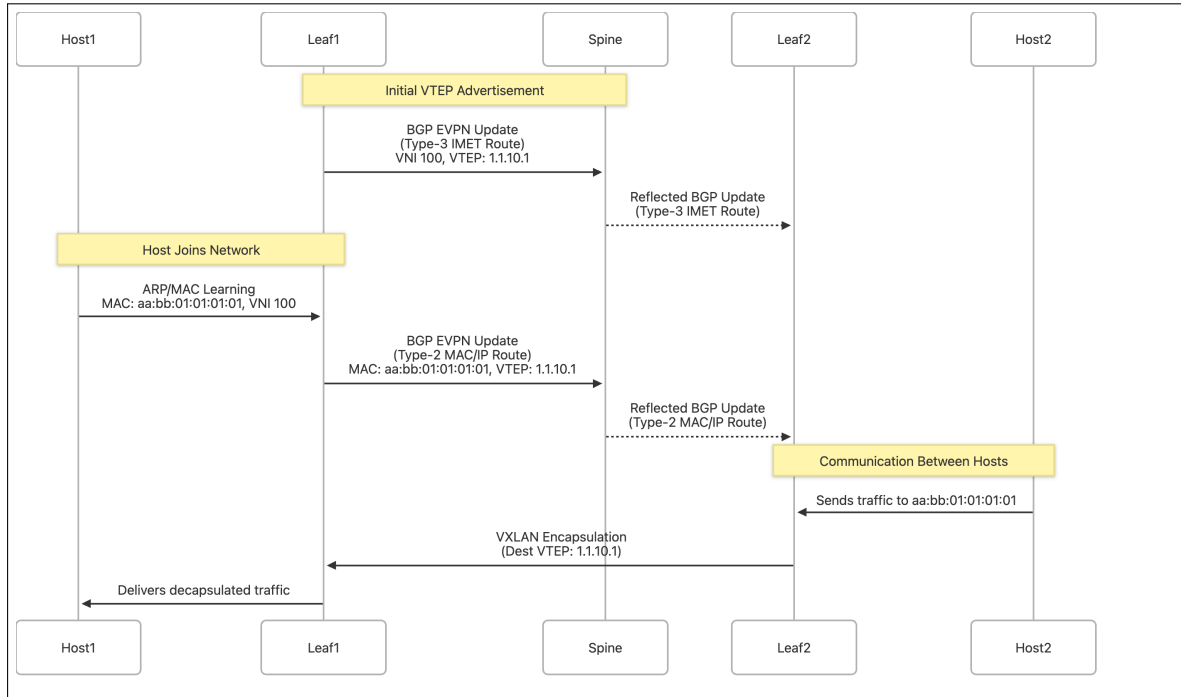 Host1
Leaf1
Spine
Leaf2
Host2
Initial VTEP Advertisement
BGP EVPN Update
(Type-3 IMET Route)
VNI 100, VTEP: 1.1.10.1
Reflected BGP Update
(Type-3 IMET Route)
Host Joins Network
ARP/MAC Learning
MAC: aa:bb:01:01:01:01, VNI 100
BGP EVPN Update
(Type-2 MAC/IP Route)
MAC: aa:bb:01:01:01:01, VTEP: 1.1.10.1
Reflected BGP Update
(Type-2 MAC/IP Route)
Communication Between Hosts
Sends traffic to aa:bb:01:01:01:01
VXLAN Encapsulation
(Dest VTEP: 1.1.10.1)
Delivers decapsulated traffic
Host1
Leaf1
Spine
Leaf2
Host2